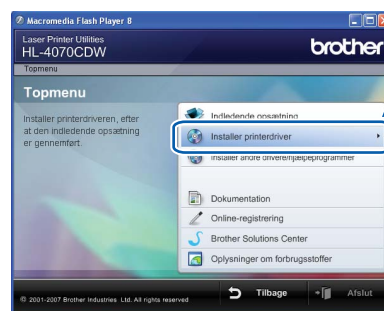 Macromedia Flash Player 8
Laser Printer Utilities
HL-4070CDW
brother
Topmenu
Topmenu
Installer printerdriveren, efter
at den indledende opsætning
er gennemført.
Indledende opsætning
Installer printerdriver
Installer andre drivere/hjælpeprogrammer
Dokumentation
Online-registrering
Brother Solutions Center
Oplysninger om forbrugsstoffer
© 2001-2007 Brother Industries Ltd. All rights reserved
Tilbage
Afslut